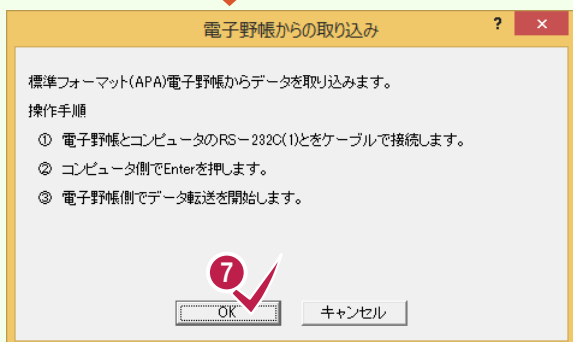 電子野帳からの取り込み
? ×
標準フォーマット(APA)電子野帳からデータを取り込みます。
操作手順
① 電子野帳とコンピュータのRS-232C(1)とをケーブルで接続します。
② コンピュータ側でEnterを押します。
③ 電子野帳側でデータ転送を開始します。
7
OK キャンセル